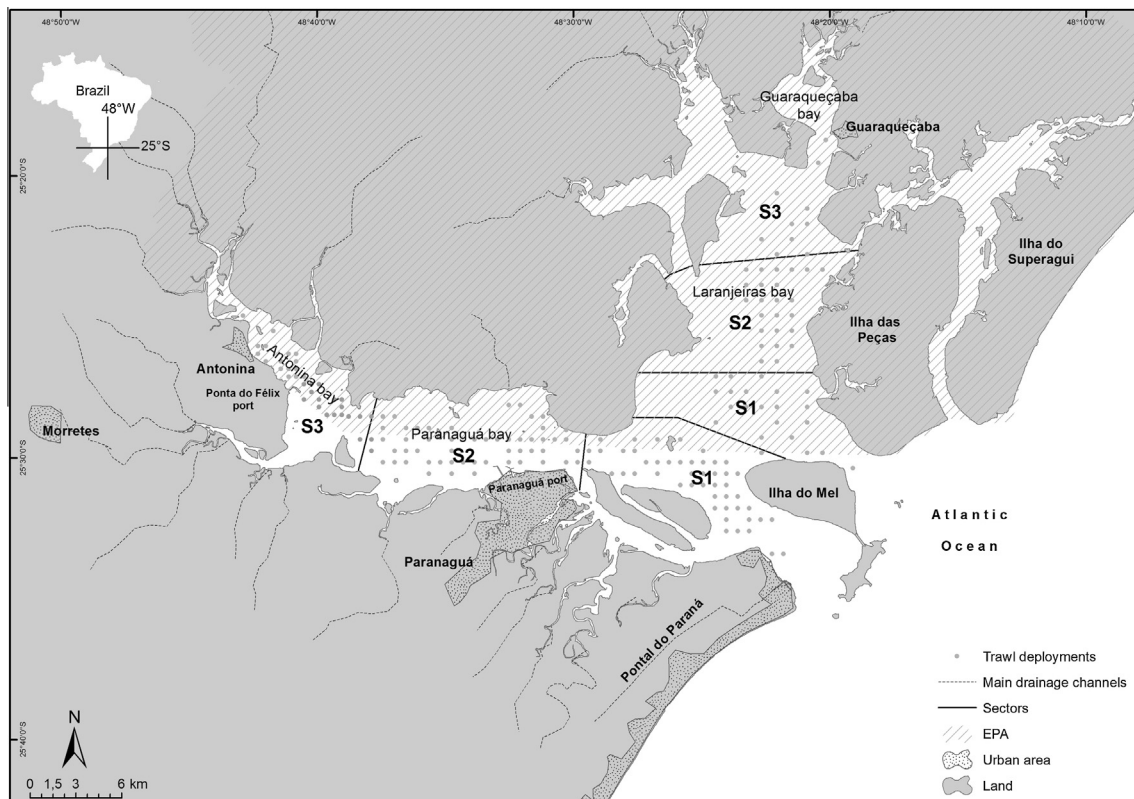 48°50'0"W
48°40'0"W
48°30'0"W
48°20'0"W
48°10'0"W
Brazil
48°W
25°S
25°20'0"S
25°30'0"S
25°40'0"S
Guaraqueçaba
bay
Guaraqueçaba
S3
Ilha do
Superagui
Laranjeiras bay
S2
Ilha das
Peças
Antonina
Antonina bay
Ponta do Félix
port
S3
Morretes
Paranaguá bay
S2
S1
Paranaguá port
S1
Ilha do Mel
Atlantic
Ocean
Paranaguá
Pontal do Paraná
Trawl deployments
Main drainage channels
Sectors
EPA
Urban area
Land
N
0 1,5 3 6 km